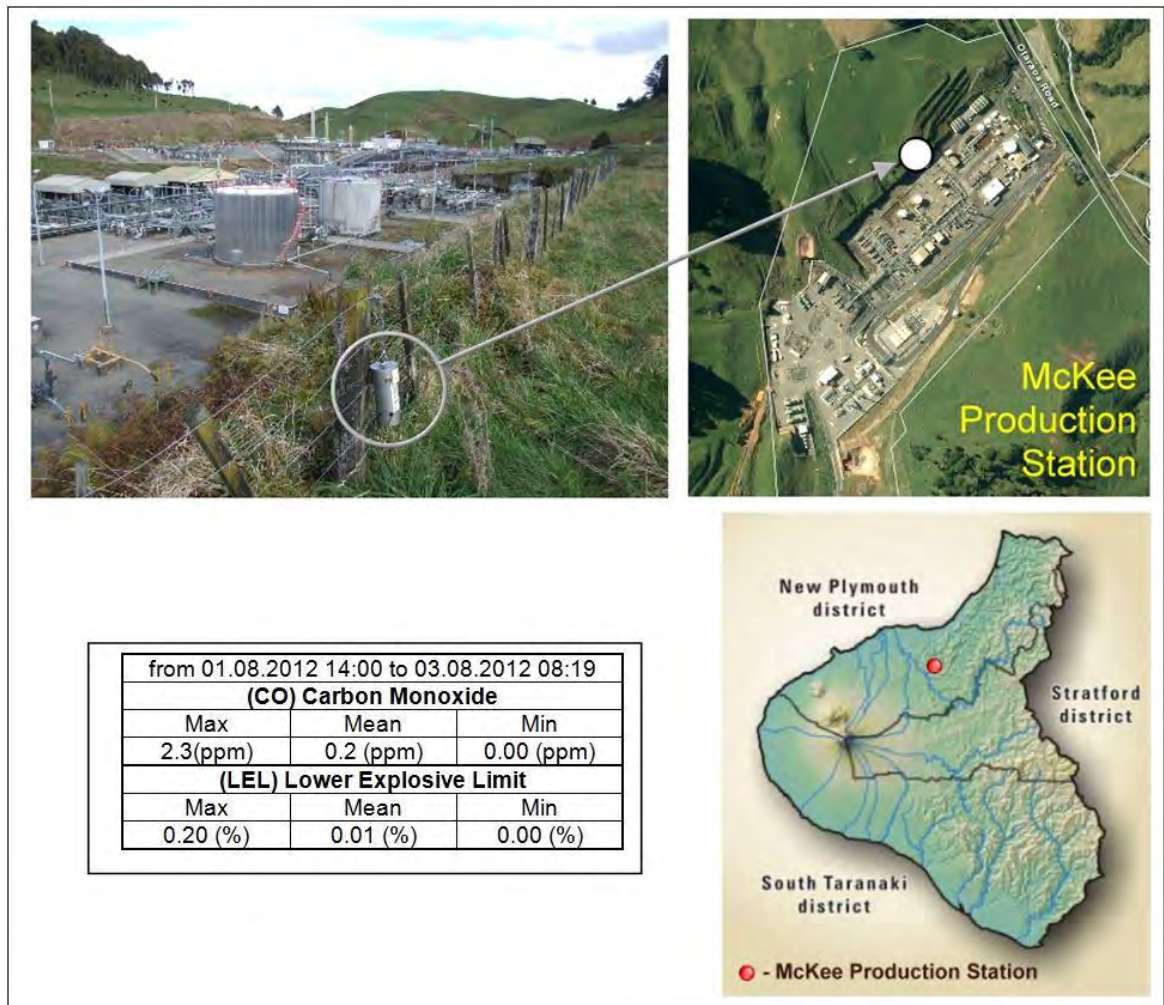 Otaraoa Road
McKee
Production
Station
from 01.08.2012 14:00 to 03.08.2012 08:19
(CO) Carbon Monoxide
Max Mean Min
2.3(ppm) 0.2 (ppm) 0.00 (ppm)
(LEL) Lower Explosive Limit
Max Mean Min
0.20 (%) 0.01 (%) 0.00 (%)
New Plymouth
district
Stratford
district
South Taranaki
district
- McKee Production Station